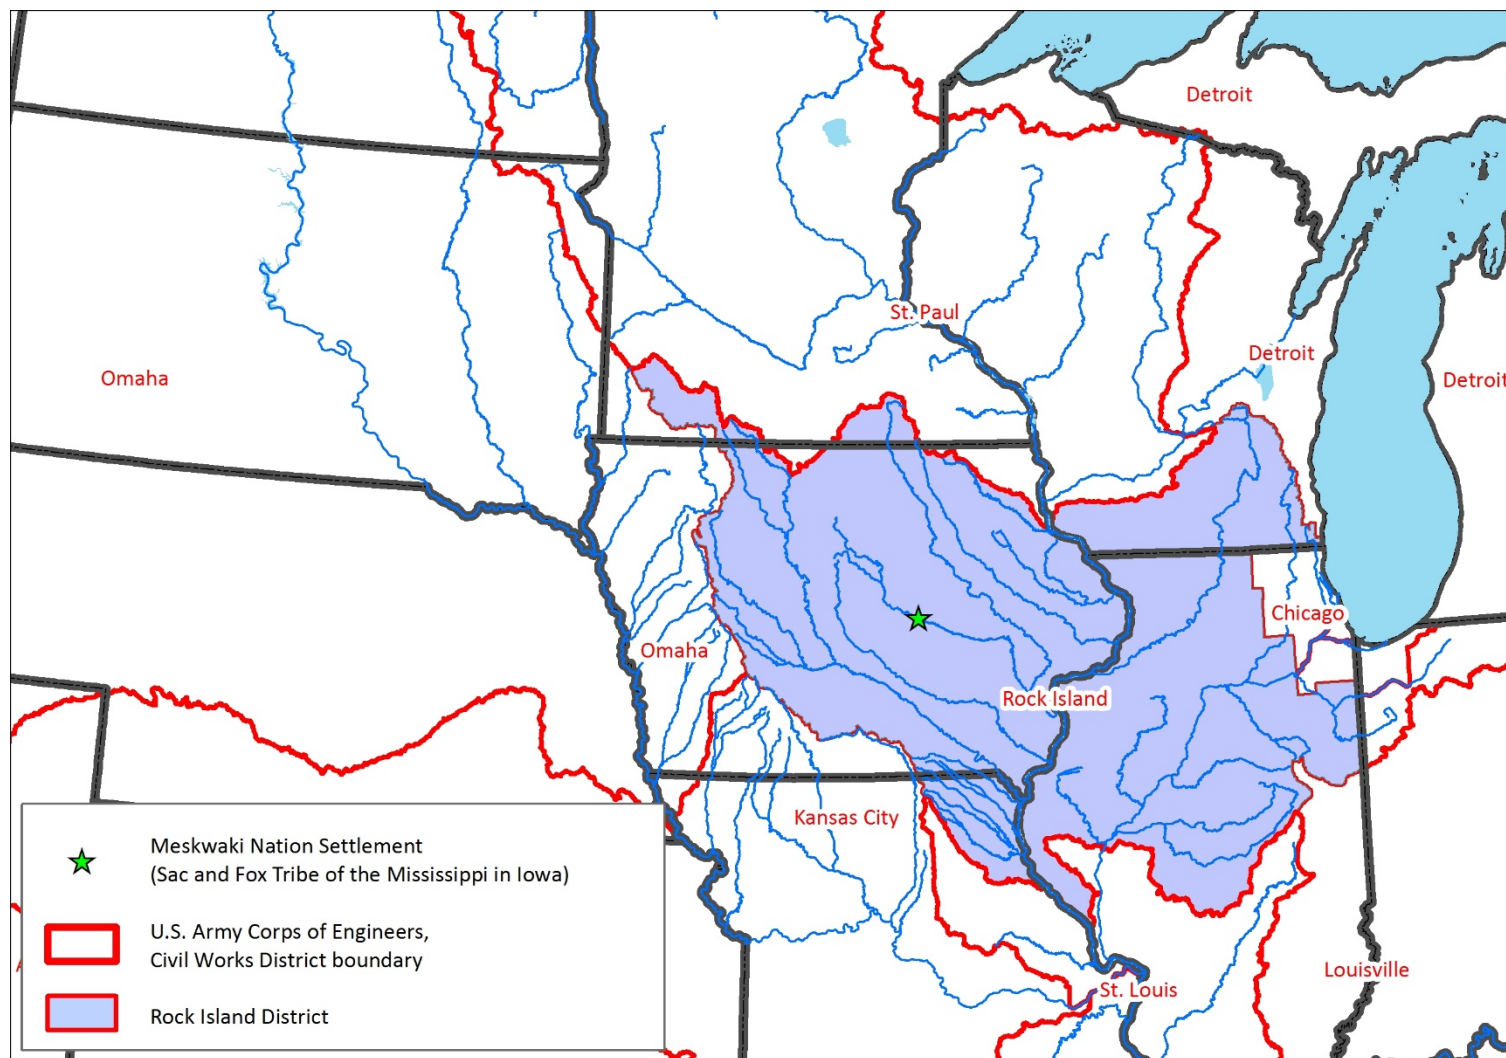 Detroit
St. Paul
Detroit
Omaha
Detroit
Chicago
Omaha
Rock Island
Kansas City
Meskwaki Nation Settlement
(Sac and Fox Tribe of the Mississippi in Iowa)
U.S. Army Corps of Engineers,
Civil Works District boundary
Louisville
St. Louis
Rock Island District